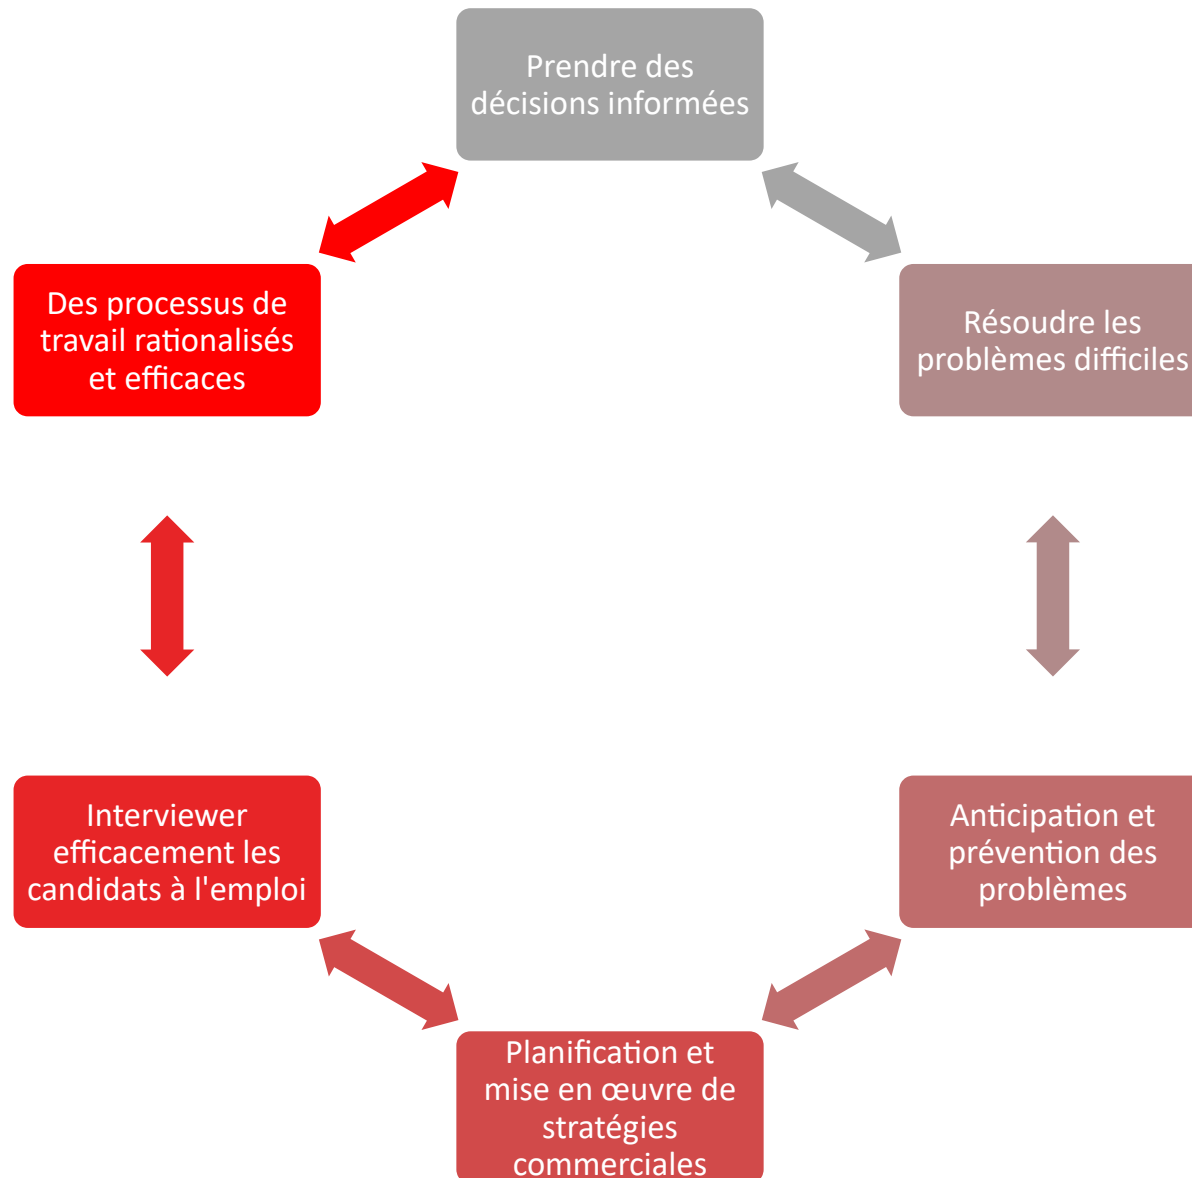 Prendre des
décisions informées
Résoudre les
problèmes difficiles
Anticipation et
prévention des
problèmes
Planification et
mise en œuvre de
stratégies
commerciales
Interviewer
efficacement les
candidats à l'emploi
Des processus de
travail rationalisés
et efficaces